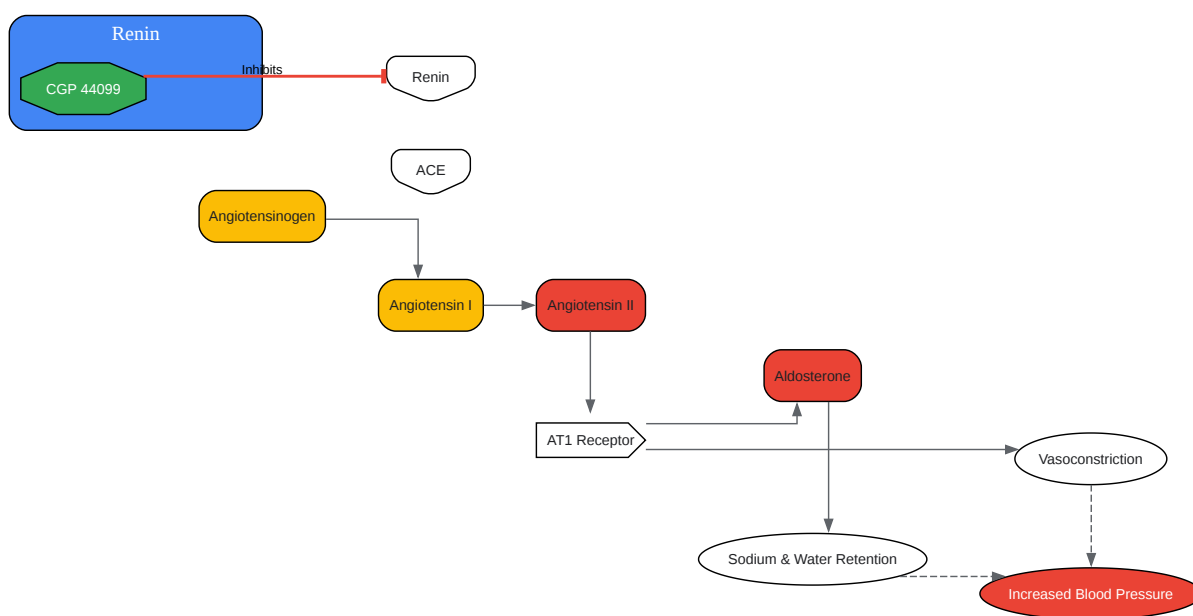 Renin
CGP 44099
Inhibits
Renin
ACE
Angiotensinogen
Angiotensin I
Angiotensin II
Aldosterone
AT1 Receptor
Vasoconstriction
Sodium & Water Retention
Increased Blood Pressure